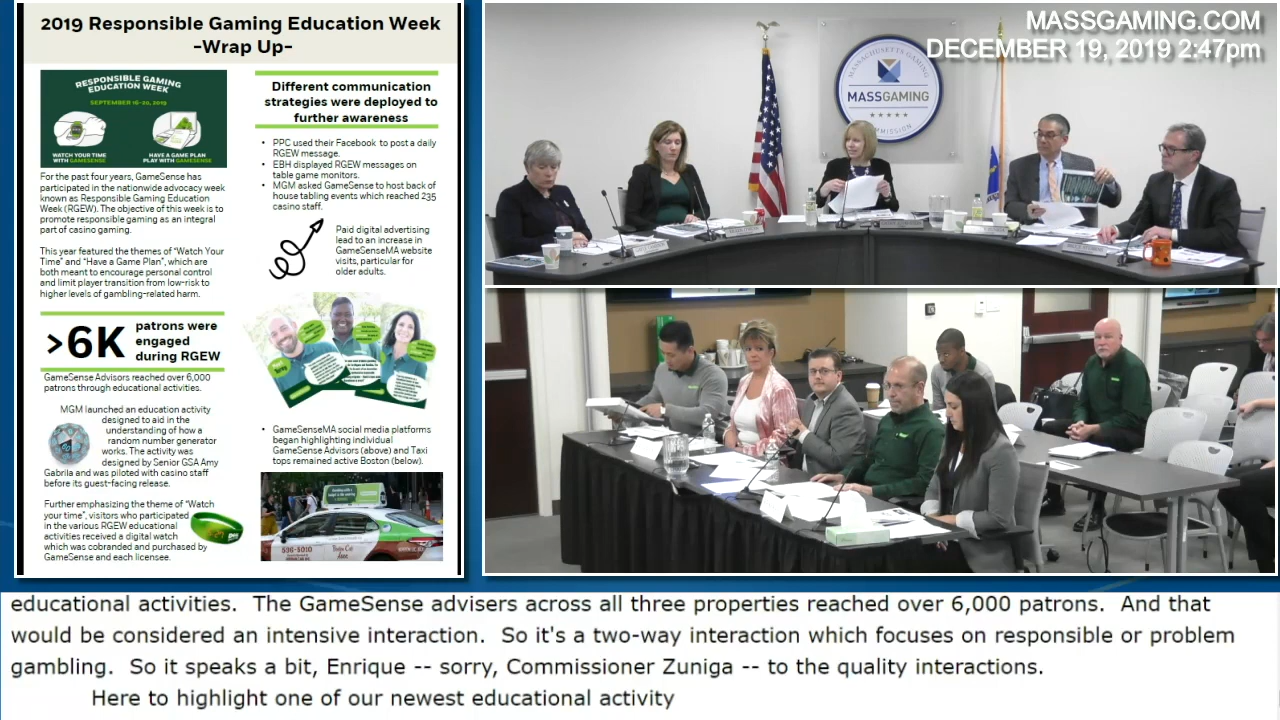 2019 Responsible Gaming Education Week
-Wrap Up-
RESPONSIBLE GAMING
EDUCATION WEEK
SEPTEMBER 16-20, 2019
WATCH YOUR TIME
WITH GAMESENSE
HAVE A GAME PLAN
PLAY WITH GAMESENSE
For the past four years, GameSense has
participated in the nationwide advocacy week
known as Responsible Gaming Education
Week (RGEW). The objective of this week is to
promote responsible gaming as an integral
part of casino gaming.
This year featured the themes of "Watch Your
Time" and "Have a Game Plan", which are
both meant to encourage personal control
and limit player transition from low-risk to
higher levels of gambling-related harm.
>6K
patrons were
engaged
during RGEW
GameSense Advisors reached over 6,000
patrons through educational activities.
MGM launched an education activity
designed to aid in the
understanding of how a
random number generator
works. The activity was
designed by Senior GSA Amy
Gabrila and was piloted with casino staff
before its guest-facing release.
Further emphasizing the theme of "Watch
your time", visitors who participated
in the various RGEW educational
activities received a digital watch
which was cobranded and purchased by
GameSense and each licensee.
Different communication
strategies were deployed to
further awareness
• PPC used their Facebook to post a daily
RGEW message.
• EBH displayed RGEW messages on
table game monitors.
• MGM asked GameSense to host back of
house tabling events which reached 235
casino staff.
Paid digital advertising
lead to an increase in
GameSenseMA website
visits, particular for
older adults.
• GameSenseMA social media platforms
began highlighting individual
GameSense Advisors (above) and Taxi
tops remained active Boston (below).
536-5010
MASSGAMING.COM
DECEMBER 19, 2019 2:47pm
MASSACHUSETTS GAMING
MASSGAMING
COMMISSION
educational activities.  The GameSense advisers across all three properties reached over 6,000 patrons.  And that
would be considered an intensive interaction.  So it's a two-way interaction which focuses on responsible or problem
gambling.  So it speaks a bit, Enrique -- sorry, Commissioner Zuniga -- to the quality interactions.
Here to highlight one of our newest educational activity